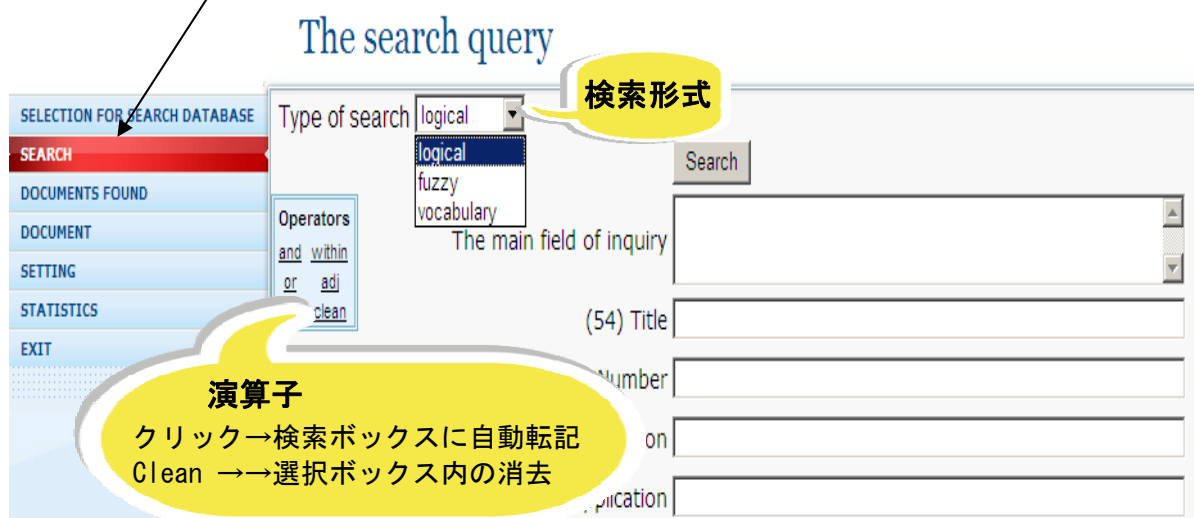 The search query
検索形式
SELECTION FOR SEARCH DATABASE
SEARCH
DOCUMENTS FOUND
DOCUMENT
SETTING
STATISTICS
EXIT
Type of search logical
logical
fuzzy
vocabulary
Search
Operators
and within
or adj
clean
The main field of inquiry
(54) Title
Number
on
plication
演算子
クリック→検索ボックスに自動転記
Clean →→選択ボックス内の消去